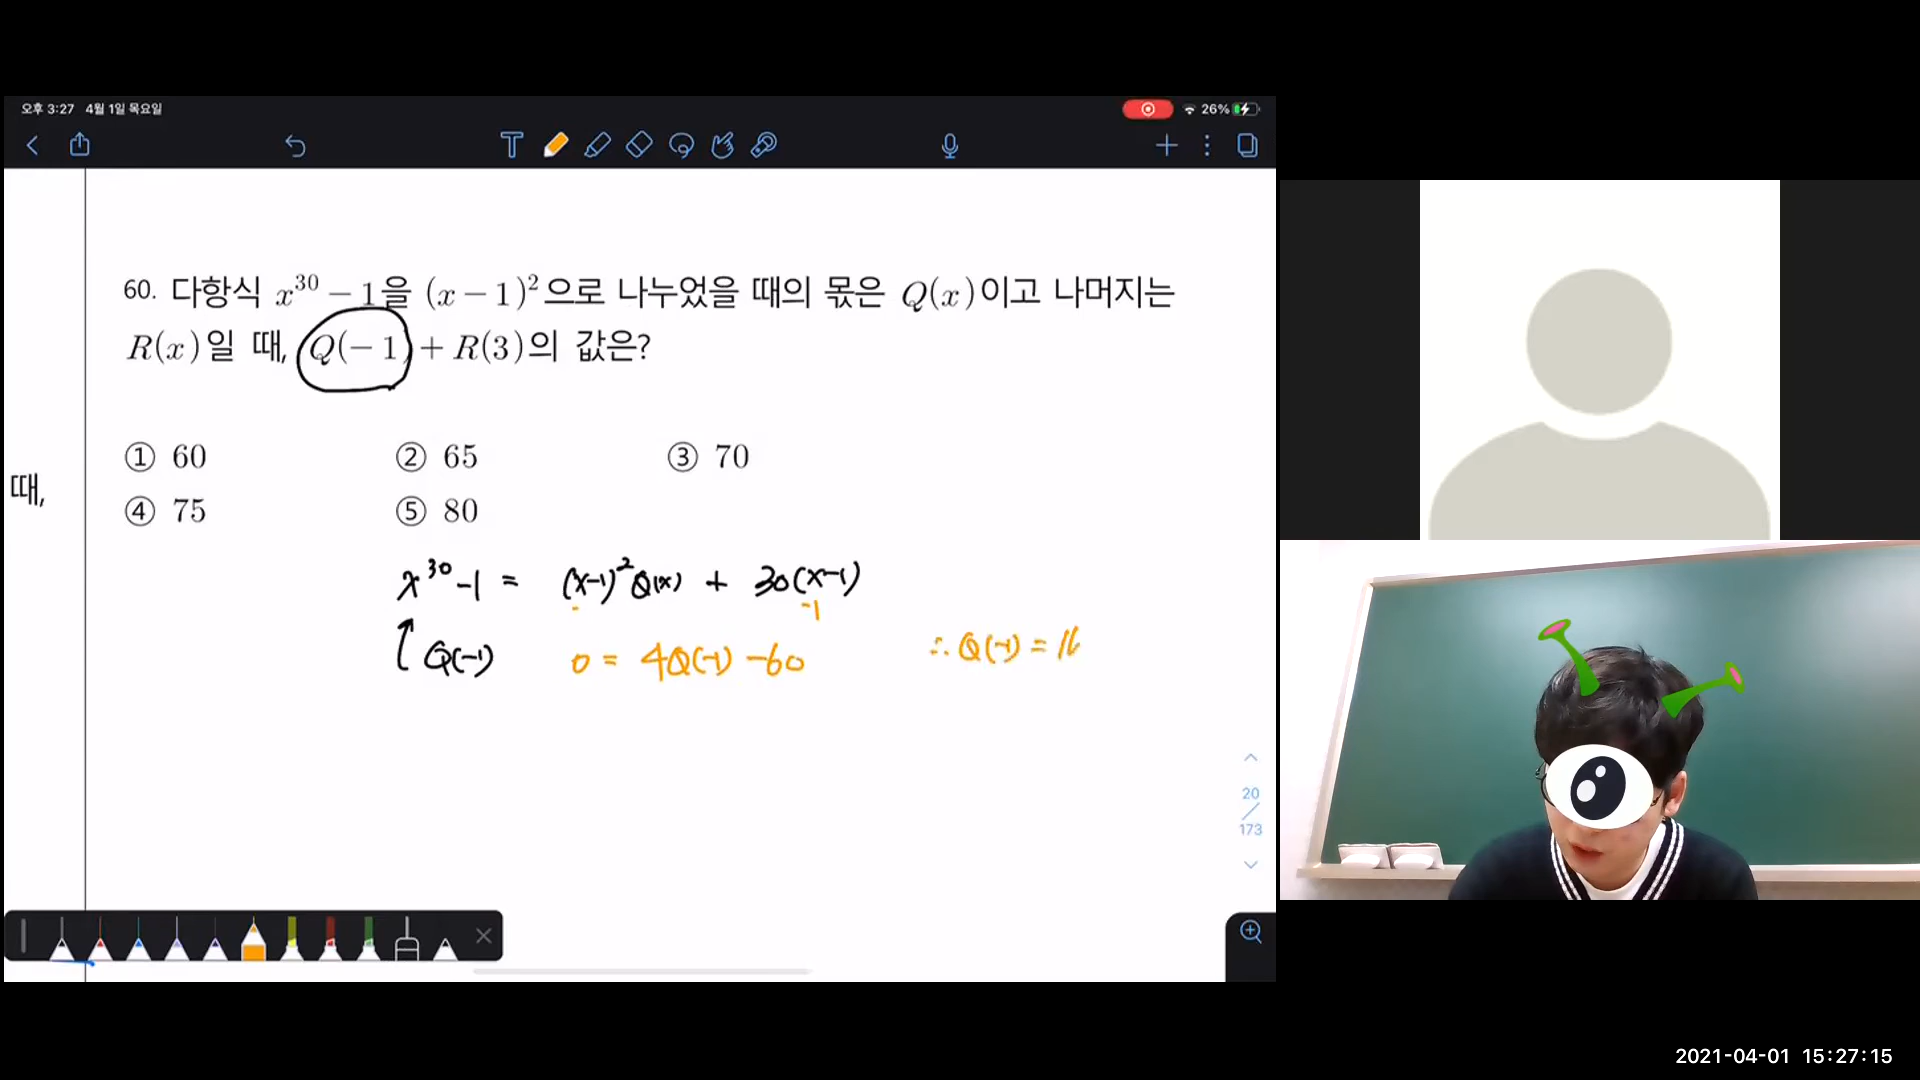 오후 3:27 4월 1일 목요일
26%
60. 다항식 x³⁰ − 1을 (x − 1)²으로 나누었을 때의 몫은 Q(x)이고 나머지는
R(x)일 때, Q(− 1) + R(3)의 값은?
① 60 ② 65 ③ 70
때,
④ 75 ⑤ 80
x³⁰ -1 = (x-1)² Q(x) + 30(x-1)
-1
Q(-1) 0 = 4Q(-1) -60 ∴ Q(-1) =
20
173
2021-04-01 15:27:15